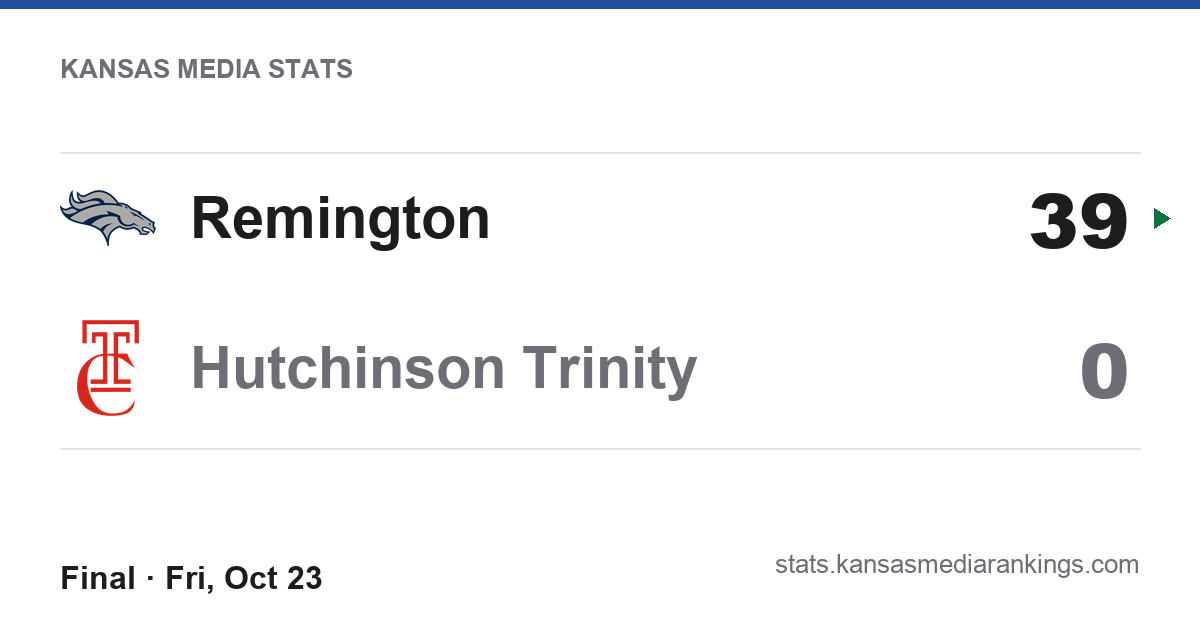 KANSAS MEDIA STATS
Remington 39
Hutchinson Trinity 0
Final · Fri, Oct 23
stats.kansasmediarankings.com